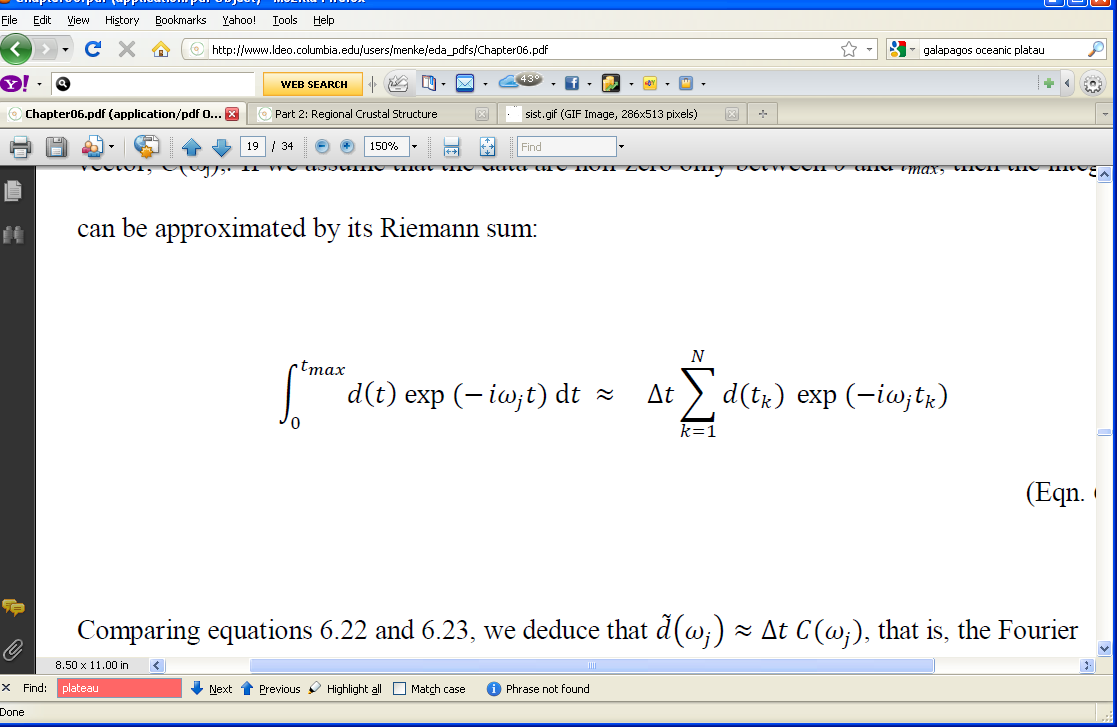 File Edit View History Bookmarks Yahoo! Tools Help
http://www.ldeo.columbia.edu/users/menke/eda_pdfs/Chapter06.pdf
galapagos oceanic platau
Y! WEB SEARCH 43°
Chapter06.pdf (application/pdf O... Part 2: Regional Crustal Structure sist.gif (GIF Image, 286x513 pixels)
19 / 34 150% Find
can be approximated by its Riemann sum:
∫₀^{tmax} d(t) exp (− iω_j t) dt ≈ Δt ∑_{k=1}^{N} d(t_k) exp (−iω_j t_k)
(Eqn.
Comparing equations 6.22 and 6.23, we deduce that d̃(ω_j) ≈ Δt C(ω_j), that is, the Fourier
8.50 x 11.00 in
Find: plateau Next Previous Highlight all Match case Phrase not found
Done